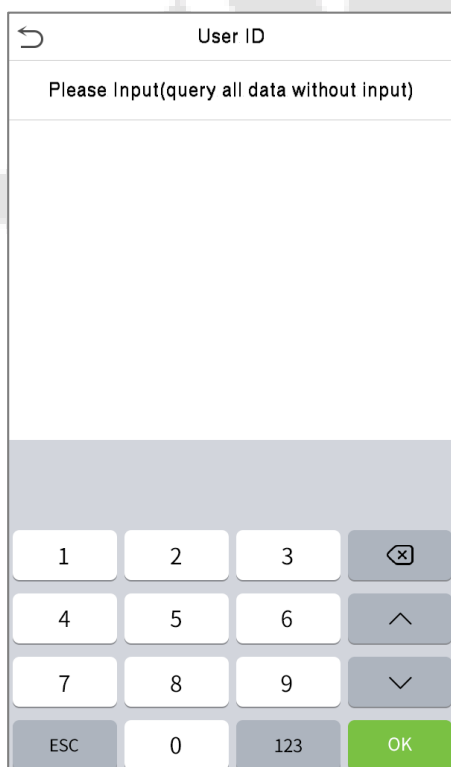 User ID
Please Input(query all data without input)
1 2 3
4 5 6
7 8 9
ESC 0 123 OK